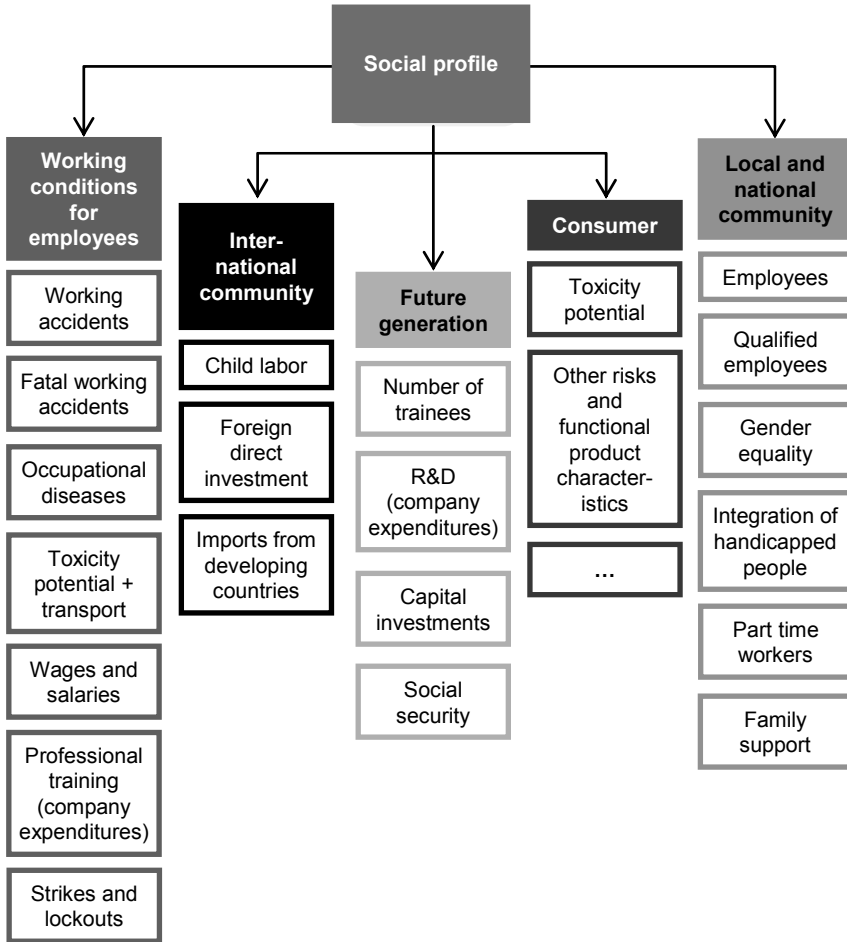 Social profile
Working
conditions
for
employees
Working
accidents
Fatal working
accidents
Occupational
diseases
Toxicity
potential +
transport
Wages and
salaries
Professional
training
(company
expenditures)
Strikes and
lockouts
Inter-
national
community
Child labor
Foreign
direct
investment
Imports from
developing
countries
Future
generation
Number of
trainees
R&D
(company
expenditures)
Capital
investments
Social
security
Consumer
Toxicity
potential
Other risks
and
functional
product
character-
istics
...
Local and
national
community
Employees
Qualified
employees
Gender
equality
Integration of
handicapped
people
Part time
workers
Family
support